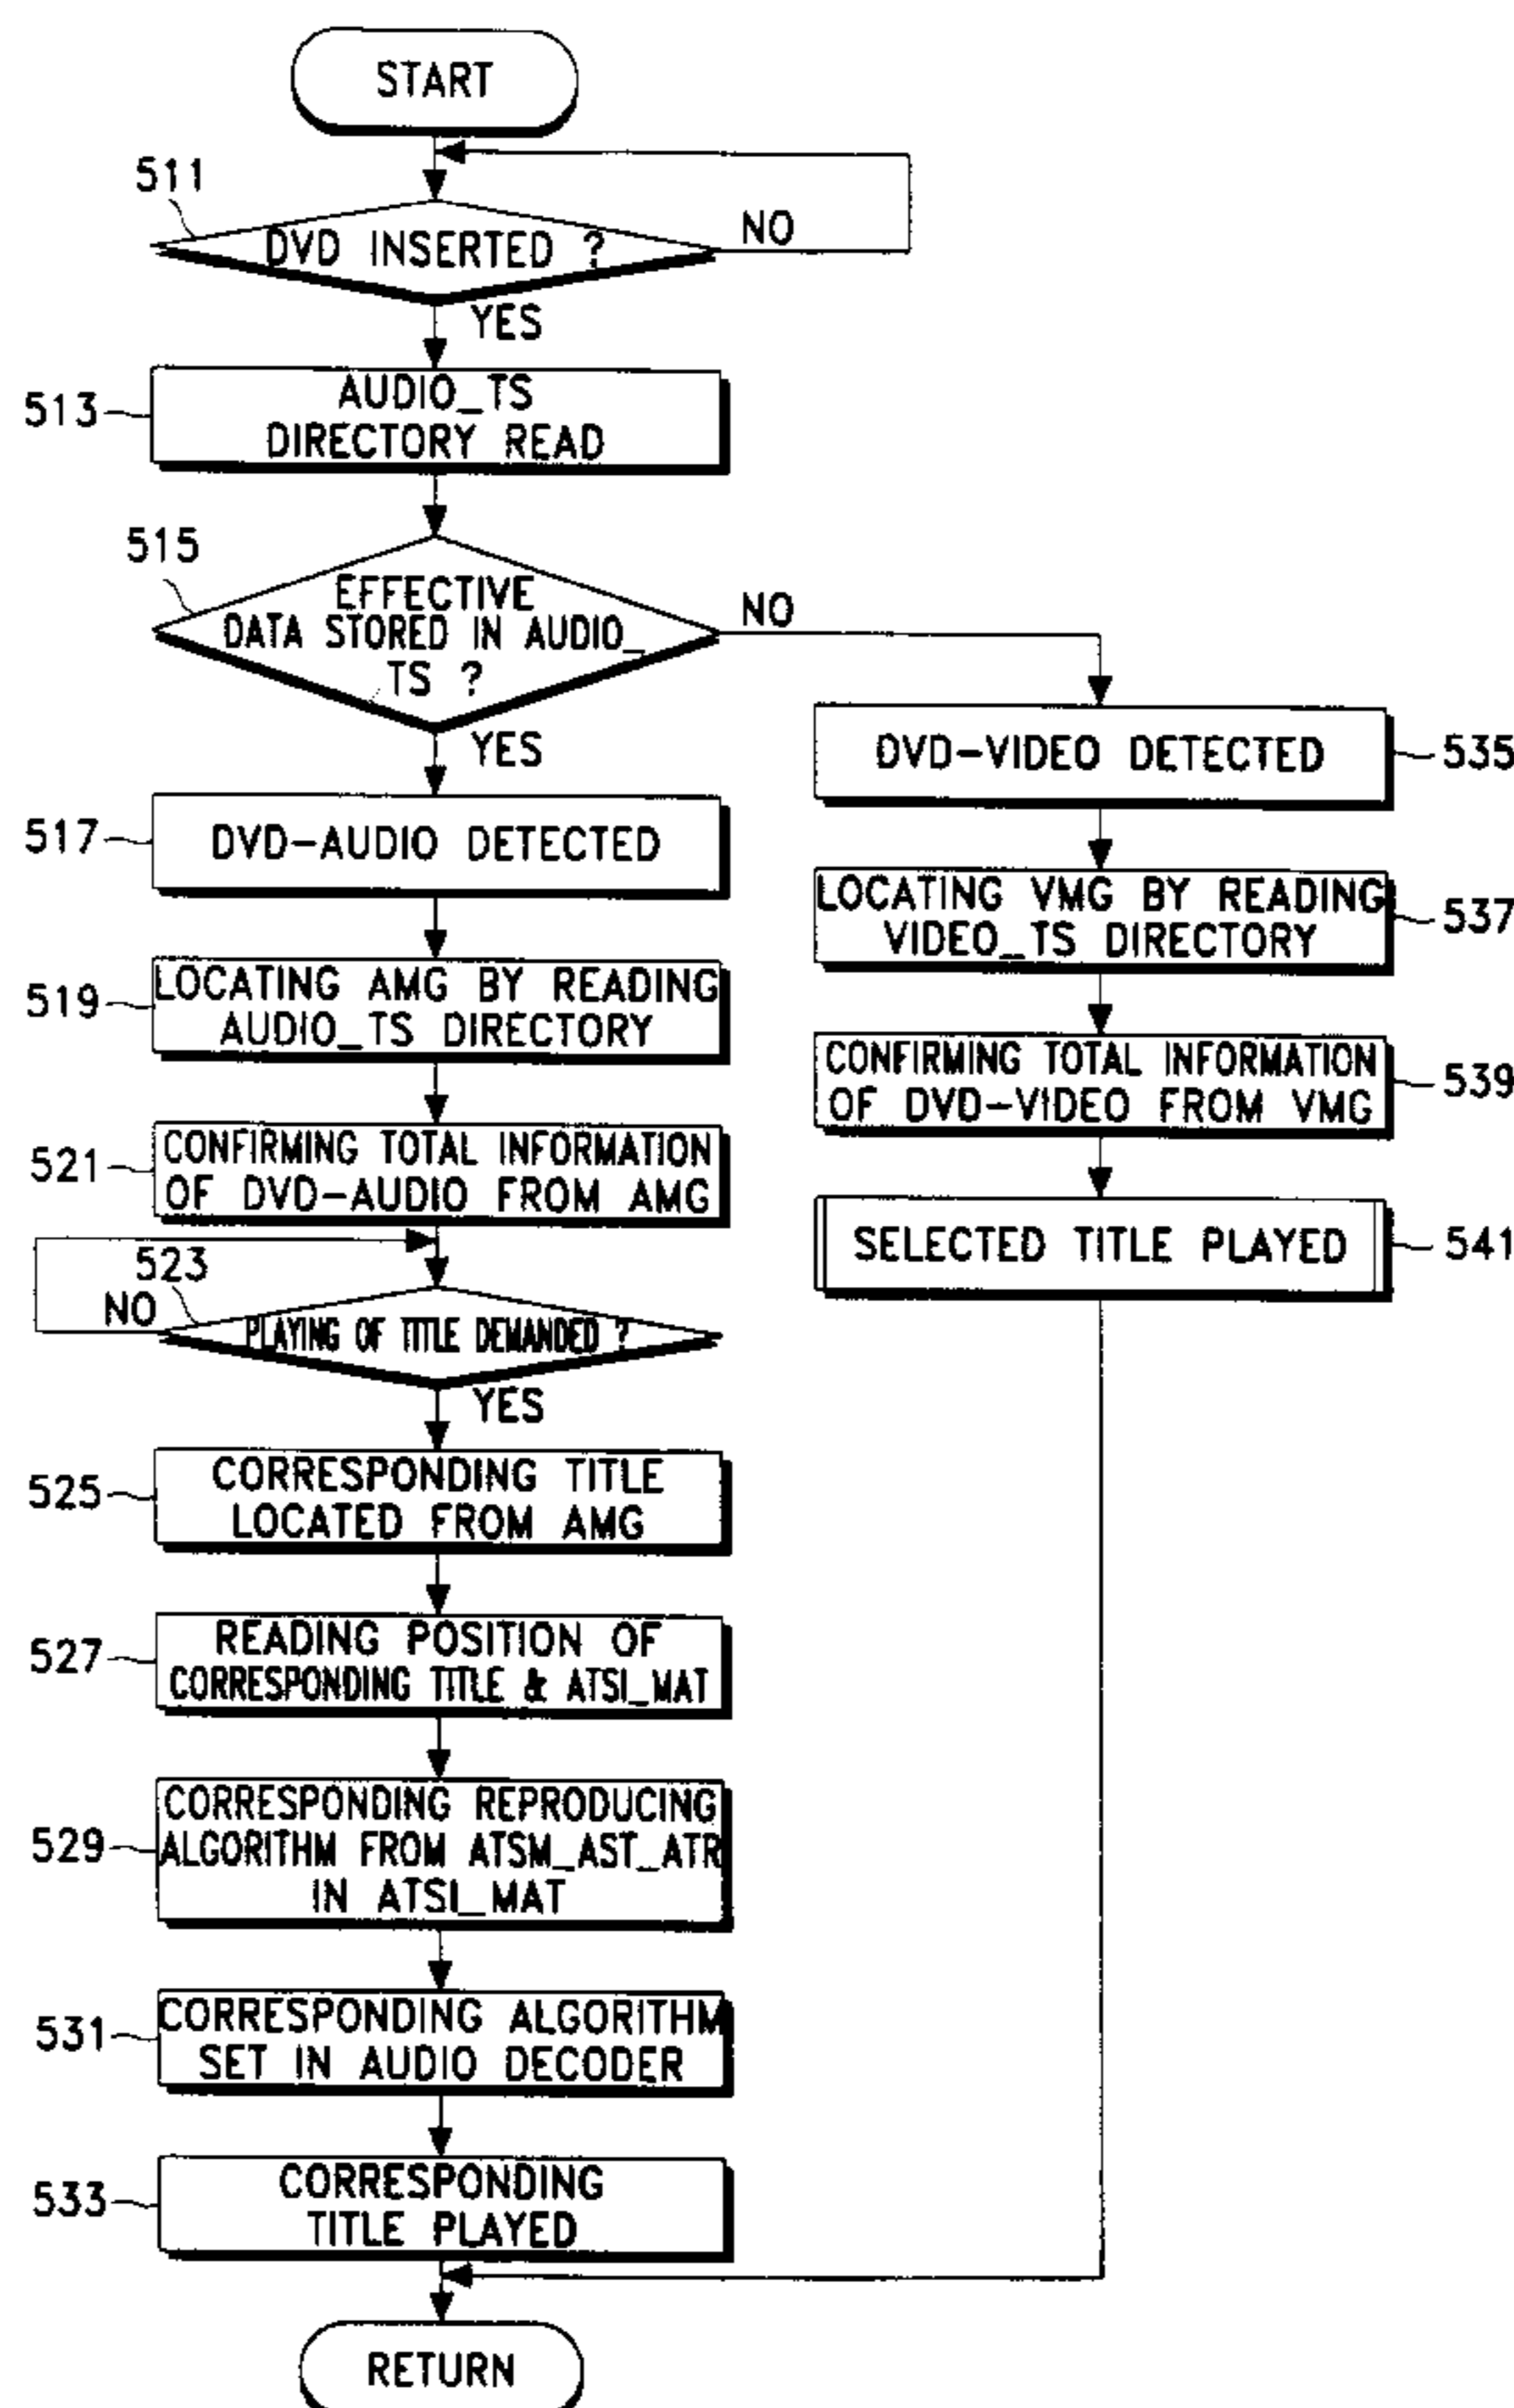 START
511
DVD INSERTED ?
NO
YES
513
AUDIO_TS
DIRECTORY READ
515
EFFECTIVE
DATA STORED IN AUDIO_
TS ?
NO
YES
DVD-VIDEO DETECTED
535
517
DVD-AUDIO DETECTED
LOCATING VMG BY READING
VIDEO_TS DIRECTORY
537
519
LOCATING AMG BY READING
AUDIO_TS DIRECTORY
CONFIRMING TOTAL INFORMATION
OF DVD-VIDEO FROM VMG
539
521
CONFIRMING TOTAL INFORMATION
OF DVD-AUDIO FROM AMG
SELECTED TITLE PLAYED
541
523
NO
PLAYING OF TITLE DEMANDED ?
YES
525
CORRESPONDING TITLE
LOCATED FROM AMG
527
READING POSITION OF
CORRESPONDING TITLE & ATSI_MAT
529
CORRESPONDING REPRODUCING
ALGORITHM FROM ATSM_AST_ATR
IN ATSI_MAT
531
CORRESPONDING ALGORITHM
SET IN AUDIO DECODER
533
CORRESPONDING
TITLE PLAYED
RETURN